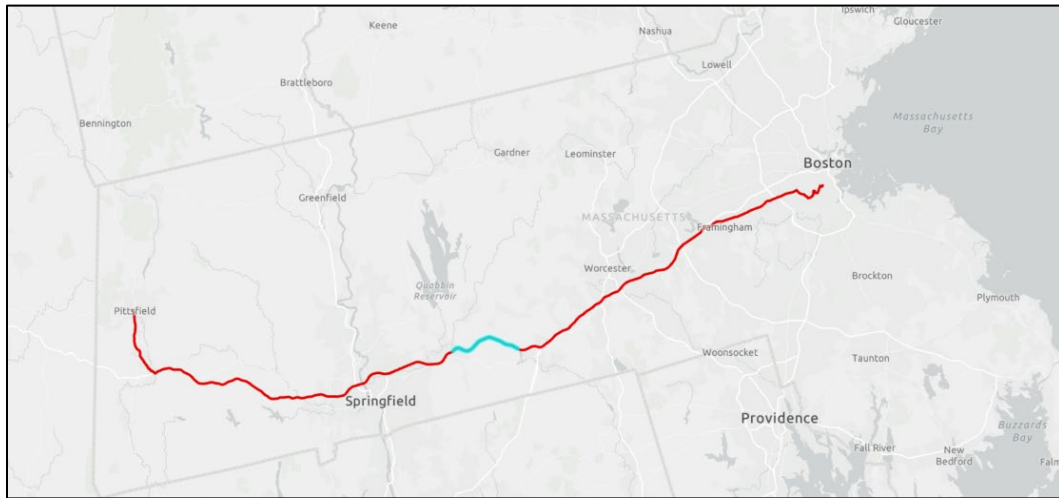 Keene
Nashua
Ipswich
Gloucester
Lowell
Brattleboro
Massachusetts
Bay
Bennington
Gardner
Leominster
Boston
Greenfield
MASSACHUSETTS
Framingham
Quabbin
Reservoir
Worcester
Brockton
Plymouth
Pittsfield
Woonsocket
Taunton
Springfield
Providence
Buzzards
Bay
Fall River
New
Bedford
Falm